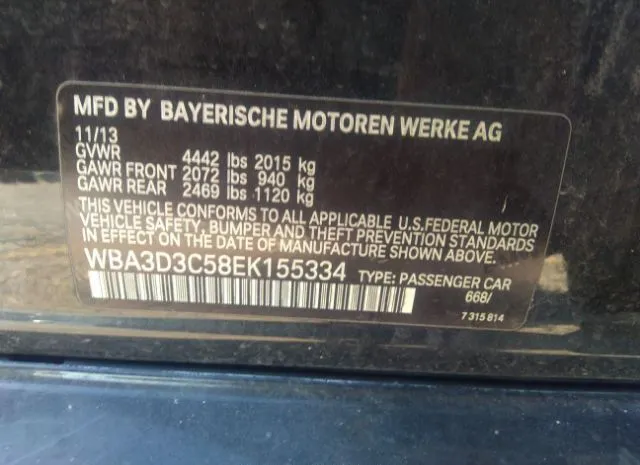 MFD BY BAYERISCHE MOTOREN WERKE AG
11/13
GVWR 4442 lbs 2015 kg
GAWR FRONT 2072 lbs 940 kg
GAWR REAR 2469 lbs 1120 kg
THIS VEHICLE CONFORMS TO ALL APPLICABLE U.S.FEDERAL MOTOR
VEHICLE SAFETY, BUMPER AND THEFT PREVENTION STANDARDS
IN EFFECT ON THE DATE OF MANUFACTURE SHOWN ABOVE.
WBA3D3C58EK155334 TYPE: PASSENGER CAR
668/
7 315 814